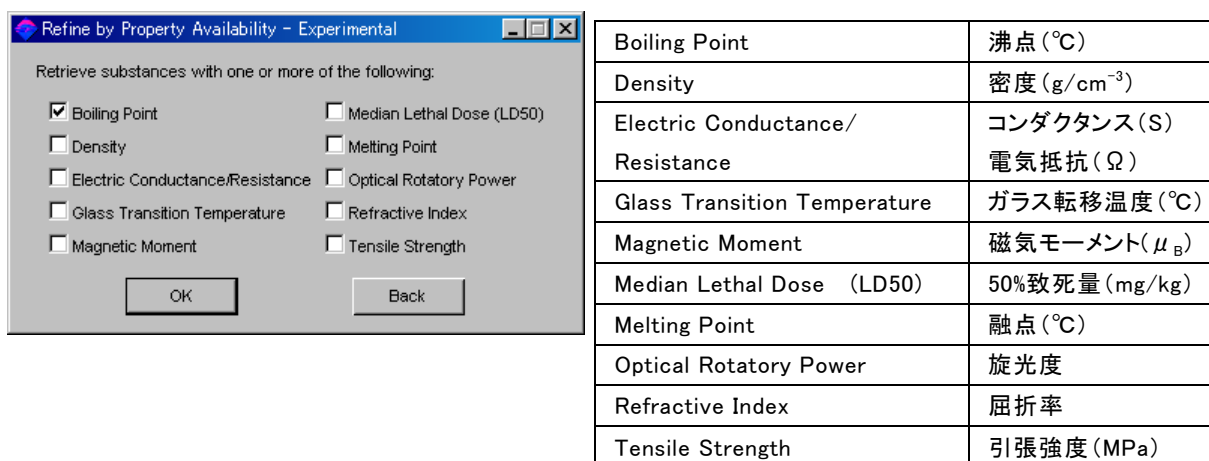 Refine by Property Availability - Experimental
Retrieve substances with one or more of the following:
Boiling Point
Median Lethal Dose (LD50)
Density
Melting Point
Electric Conductance/Resistance
Optical Rotatory Power
Glass Transition Temperature
Refractive Index
Magnetic Moment
Tensile Strength
OK
Back
Boiling Point 沸点(℃)
Density 密度(g/cm⁻³)
Electric Conductance/ コンダクタンス(S)
Resistance 電気抵抗(Ω)
Glass Transition Temperature ガラス転移温度(℃)
Magnetic Moment 磁気モーメント(μB)
Median Lethal Dose (LD50) 50%致死量(mg/kg)
Melting Point 融点(℃)
Optical Rotatory Power 旋光度
Refractive Index 屈折率
Tensile Strength 引張強度(MPa)